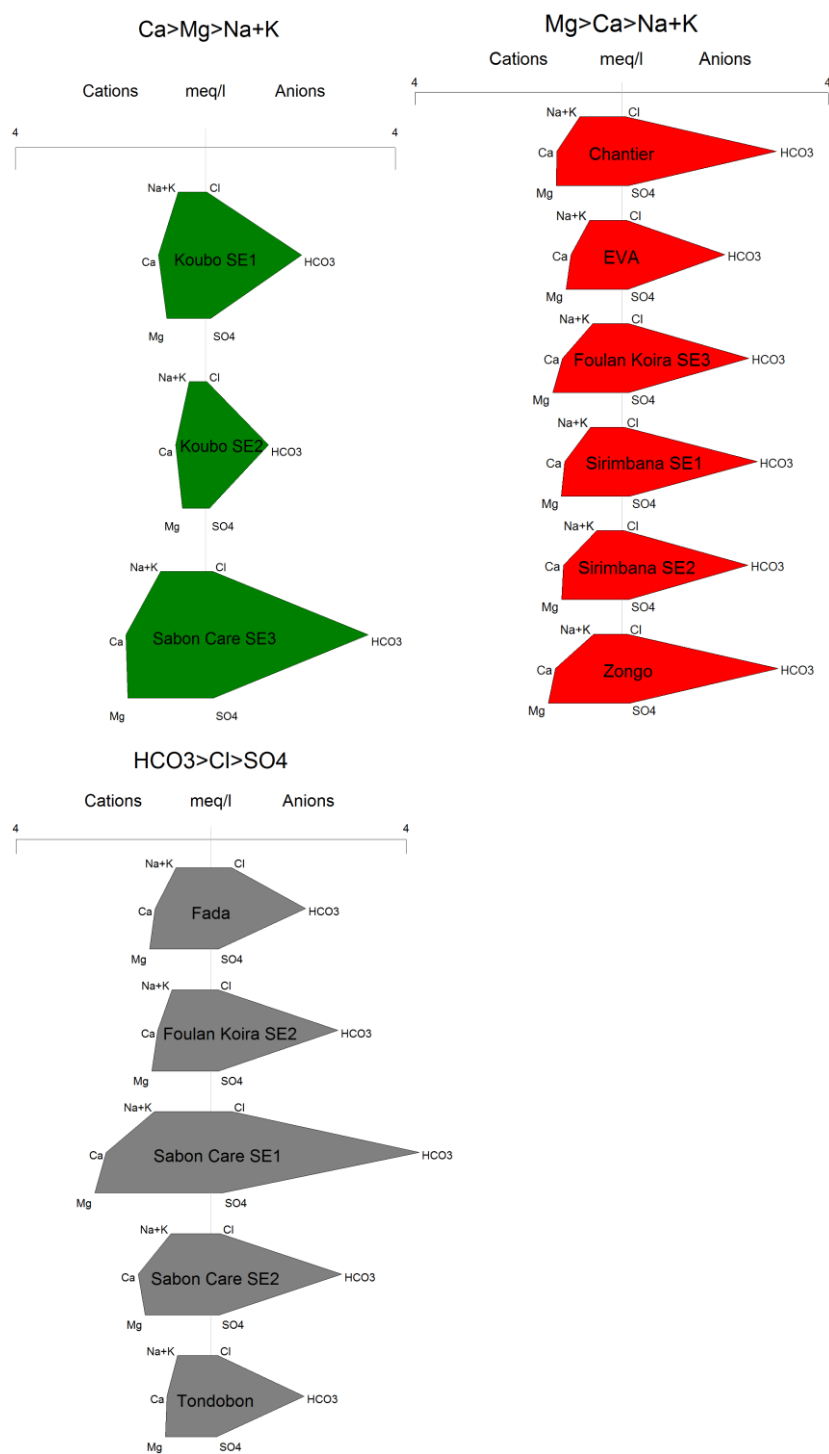 Ca>Mg>Na+K
Cations meq/l Anions
4 4
Na+K Cl
Ca Koubo SE1 HCO3
Mg SO4
Na+K Cl
Ca Koubo SE2 HCO3
Mg SO4
Na+K Cl
Ca Sabon Care SE3 HCO3
Mg SO4
Mg>Ca>Na+K
Cations meq/l Anions
4 4
Na+K Cl
Ca Chantier HCO3
Mg SO4
Na+K Cl
Ca EVA HCO3
Mg SO4
Na+K Cl
Ca Foulan Koira SE3 HCO3
Mg SO4
Na+K Cl
Ca Sirimbana SE1 HCO3
Mg SO4
Na+K Cl
Ca Sirimbana SE2 HCO3
Mg SO4
Na+K Cl
Ca Zongo HCO3
Mg SO4
HCO3>Cl>SO4
Cations meq/l Anions
4 4
Na+K Cl
Ca Fada HCO3
Mg SO4
Na+K Cl
Ca Foulan Koira SE2 HCO3
Mg SO4
Na+K Cl
Ca Sabon Care SE1 HCO3
Mg SO4
Na+K Cl
Ca Sabon Care SE2 HCO3
Mg SO4
Na+K Cl
Ca Tondobon HCO3
Mg SO4